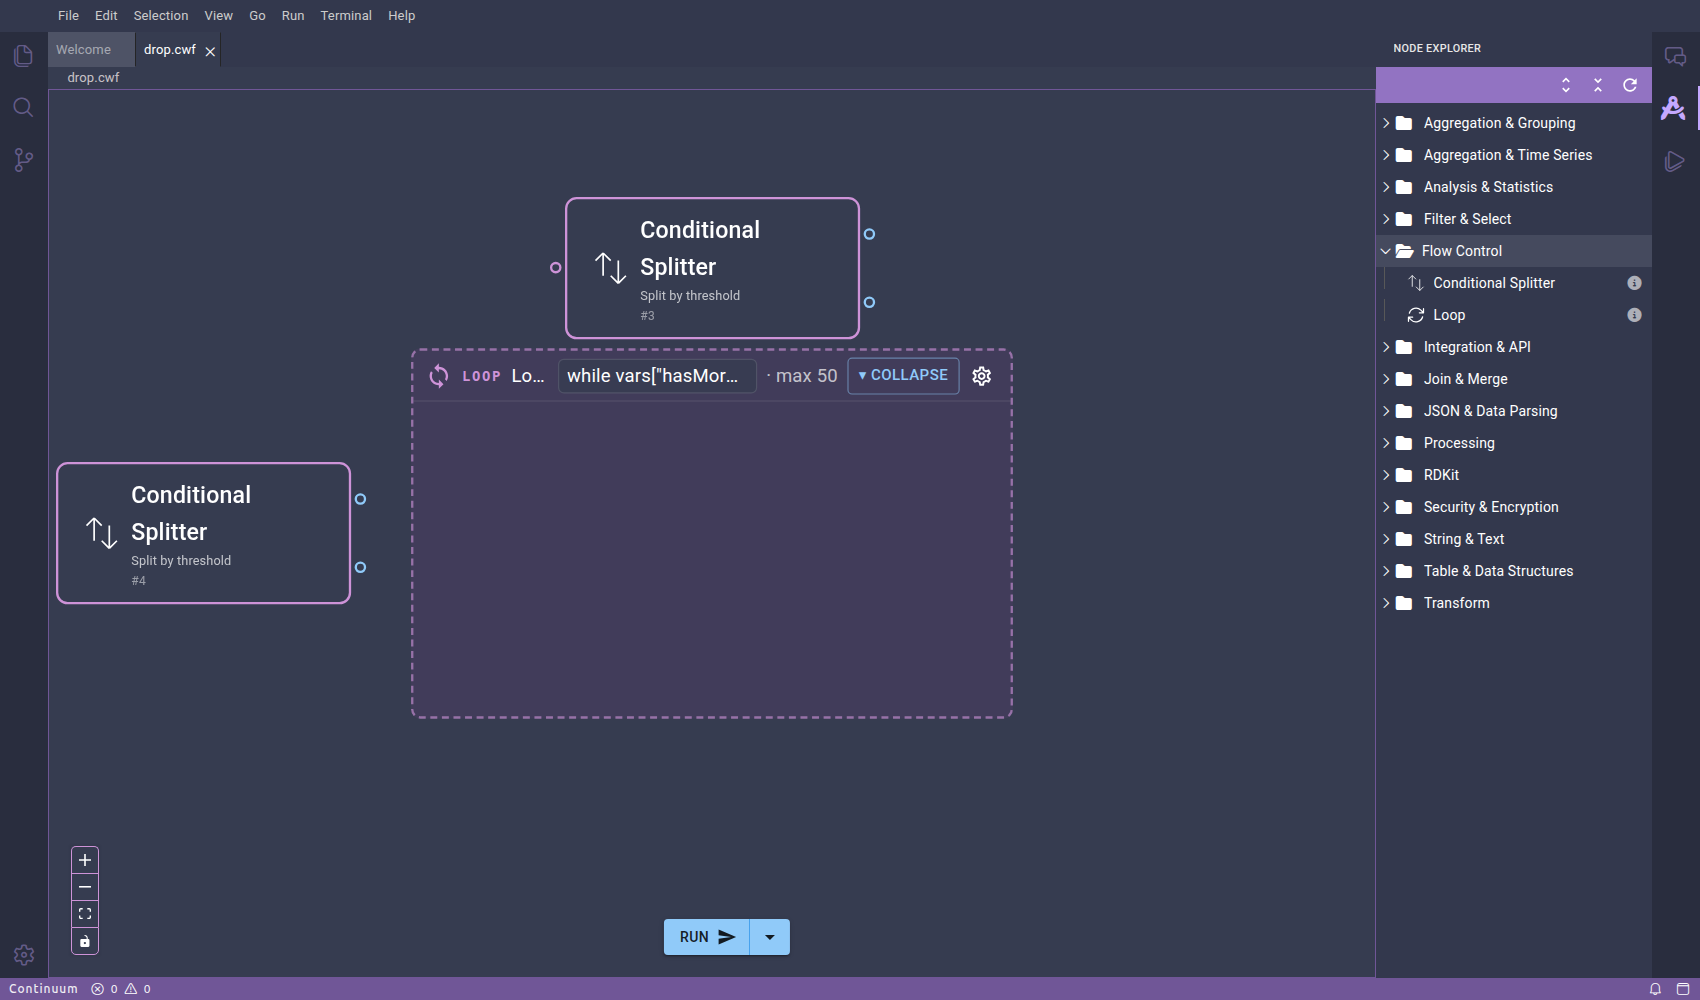 File Edit Selection View Go Run Terminal Help
Welcome drop.cwf
drop.cwf
Conditional
Splitter
Split by threshold
#3
LOOP Lo... while vars["hasMor... · max 50 ▾ COLLAPSE
Conditional
Splitter
Split by threshold
#4
RUN
NODE EXPLORER
Aggregation & Grouping
Aggregation & Time Series
Analysis & Statistics
Filter & Select
Flow Control
Conditional Splitter
Loop
Integration & API
Join & Merge
JSON & Data Parsing
Processing
RDKit
Security & Encryption
String & Text
Table & Data Structures
Transform
Continuum 0 0